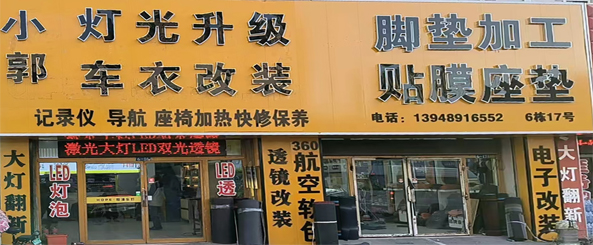 小郭
灯光升级
车衣改装
脚垫加工
贴膜座垫
记录仪 导航 座椅加热快修保养
电话：13948916552 6栋17号
激光大灯LED双光透镜
大灯翻新
LED灯泡
LED透
透镜改装
360航空软包
电子改装
大灯翻新